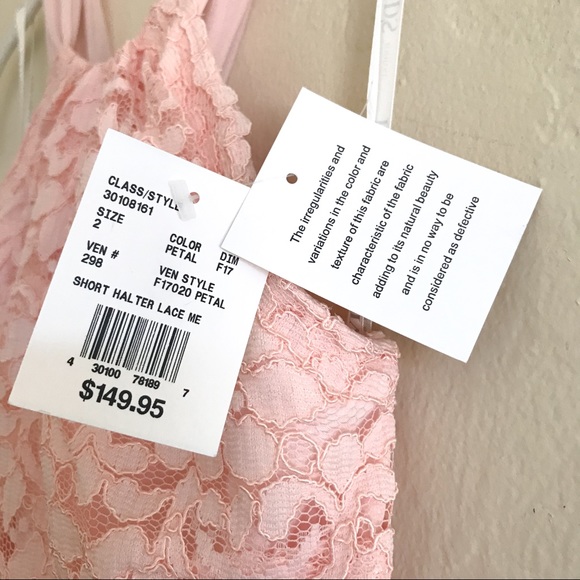 CLASS/STYLE
30108161
SIZE
2
COLOR
PETAL
DIM
F17
VEN #
298
VEN STYLE
F17020 PETAL
SHORT HALTER LACE ME
4 30100 78189 7
$149.95
The irregularities and
variations in the color and
texture of this fabric are
characteristic of the fabric
adding to its natural beauty
and is in no way to be
considered as defective